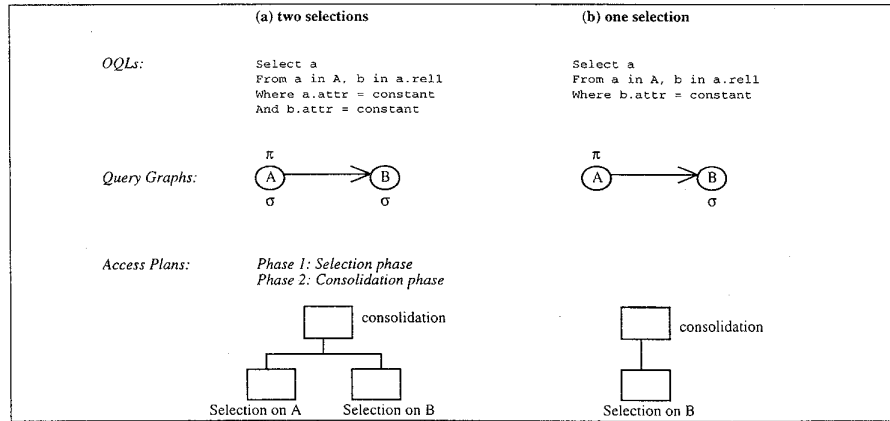 (a) two selections
(b) one selection
OQLs:
Select a
From a in A, b in a.rell
Where a.attr = constant
And b.attr = constant
Select a
From a in A, b in a.rell
Where b.attr = constant
Query Graphs:
π
A
σ
B
σ
π
A
B
σ
Access Plans:
Phase 1: Selection phase
Phase 2: Consolidation phase
consolidation
Selection on A
Selection on B
consolidation
Selection on B